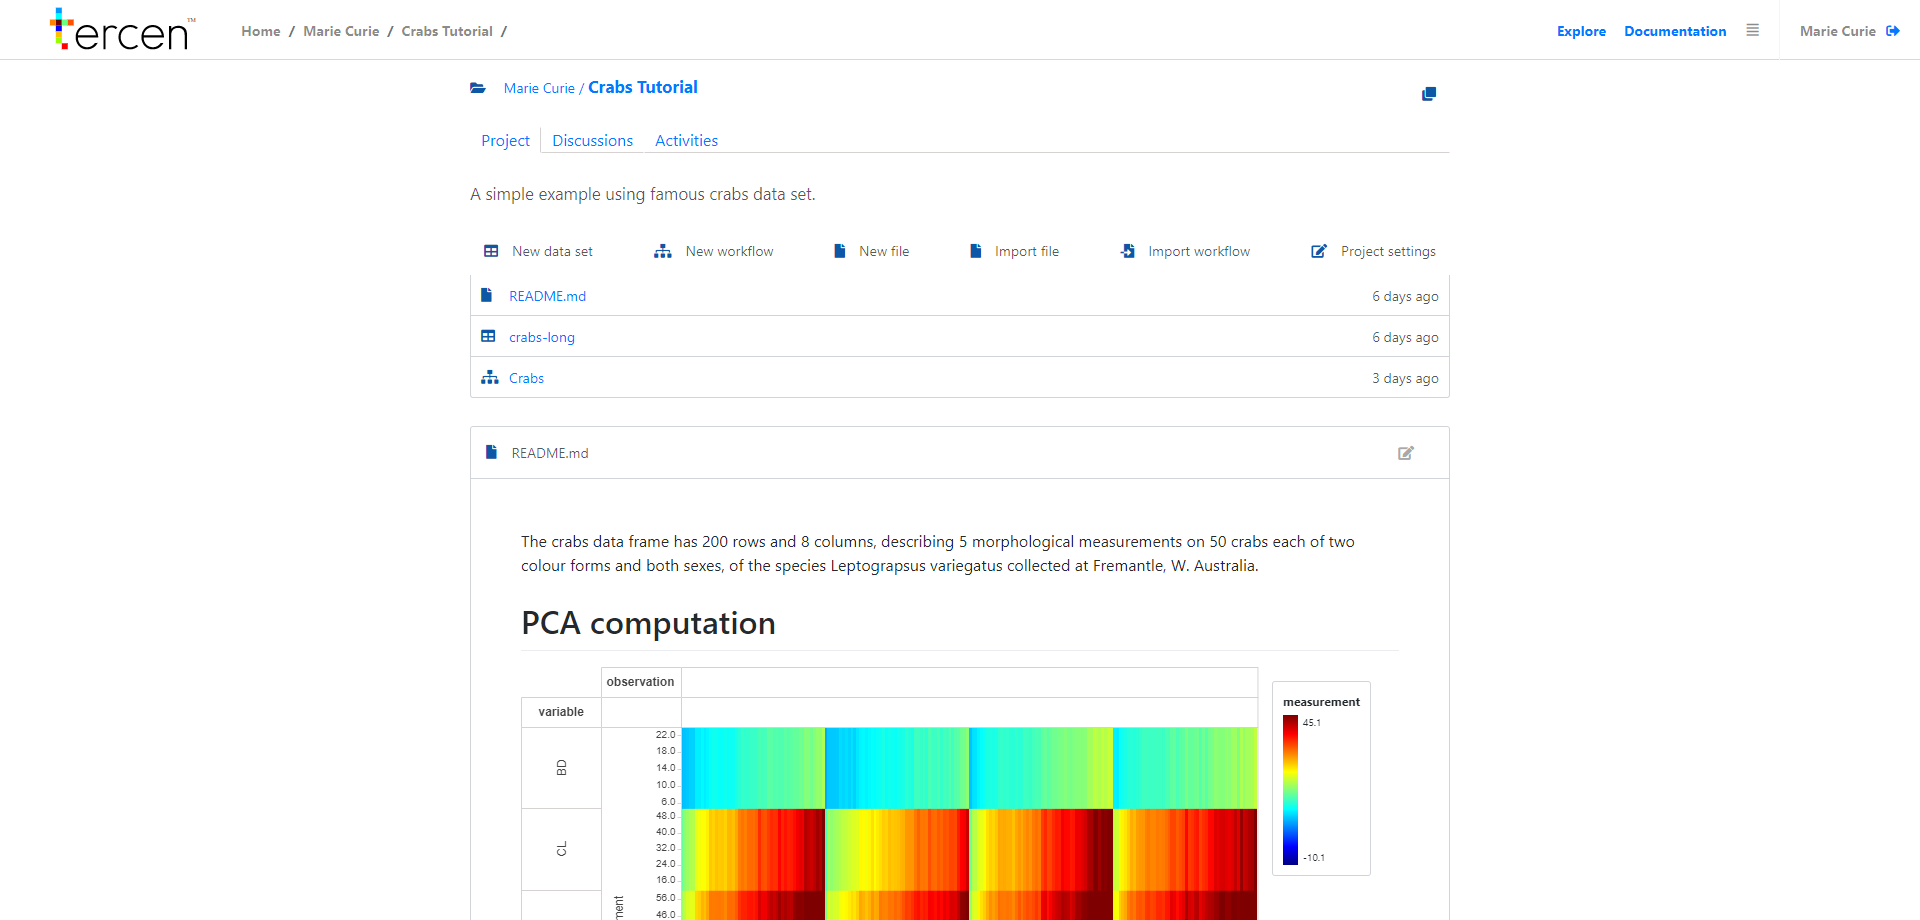 tercen™
Home / Marie Curie / Crabs Tutorial /
Explore Documentation Marie Curie
Marie Curie / Crabs Tutorial
Project Discussions Activities
A simple example using famous crabs data set.
New data set New workflow New file Import file Import workflow Project settings
README.md 6 days ago
crabs-long 6 days ago
Crabs 3 days ago
README.md
The crabs data frame has 200 rows and 8 columns, describing 5 morphological measurements on 50 crabs each of two
colour forms and both sexes, of the species Leptograpsus variegatus collected at Fremantle, W. Australia.
PCA computation
observation
variable
measurement
45.1
-10.1
BD
22.0
18.0
14.0
10.0
6.0
CL
48.0
40.0
32.0
24.0
16.0
56.0
46.0